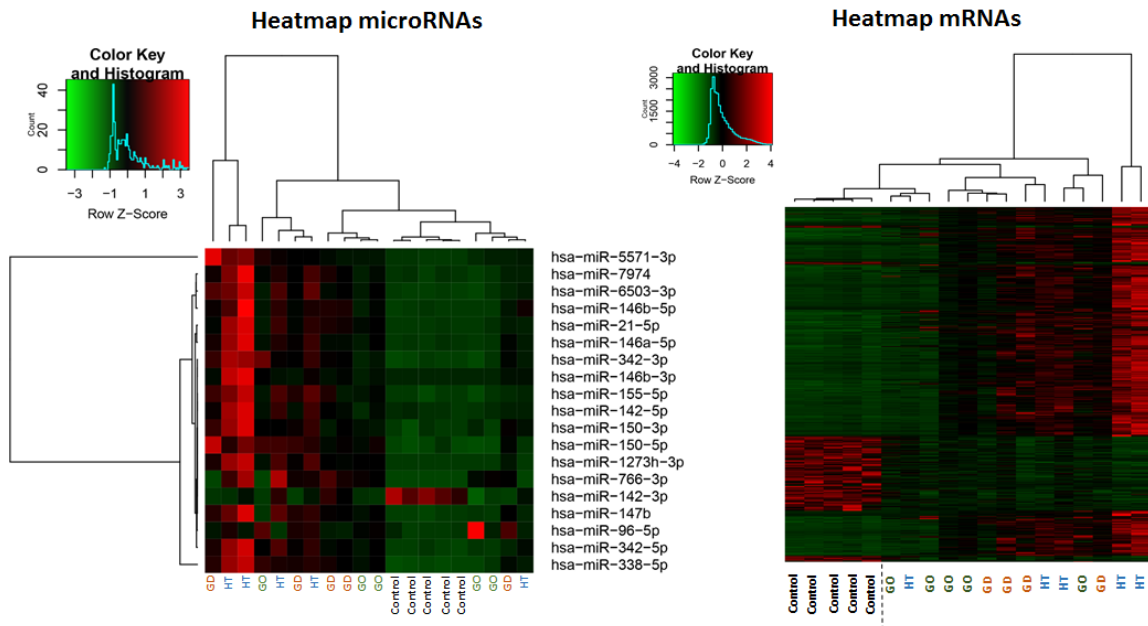 Heatmap microRNAs
Heatmap mRNAs
Color Key
and Histogram
Count
0 20 40
−3 −1 1 3
Row Z−Score
Color Key
and Histogram
Count
0 1500 3000
−4 −2 0 2 4
Row Z−Score
hsa−miR−5571−3p
hsa−miR−7974
hsa−miR−6503−3p
hsa−miR−146b−5p
hsa−miR−21−5p
hsa−miR−146a−5p
hsa−miR−342−3p
hsa−miR−146b−3p
hsa−miR−155−5p
hsa−miR−142−5p
hsa−miR−150−3p
hsa−miR−150−5p
hsa−miR−1273h−3p
hsa−miR−766−3p
hsa−miR−142−3p
hsa−miR−147b
hsa−miR−96−5p
hsa−miR−342−5p
hsa−miR−338−5p
GD HT HT GO HT GD HT GD GD GO GO Control Control Control Control Control GO GO GD HT
Control Control Control Control Control GO HT GO GO GO GD GD GD HT HT GO GD HT HT